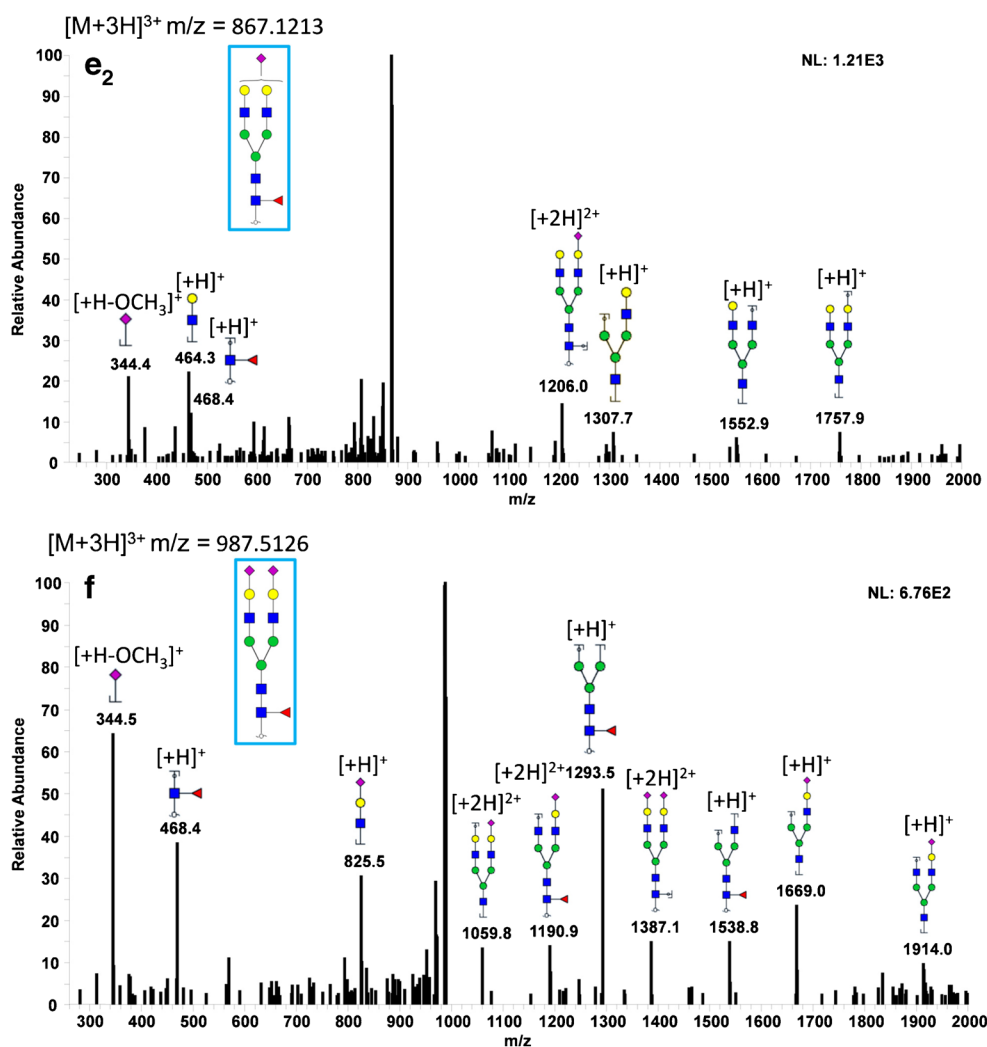 [M+3H]3+ m/z = 867.1213
e2
NL: 1.21E3
Relative Abundance
100
90
80
70
60
50
40
30
20
10
0
[+H-OCH3]+
344.4
[+H]+
464.3
[+H]+
468.4
[+2H]2+
1206.0
[+H]+
1307.7
[+H]+
1552.9
[+H]+
1757.9
300 400 500 600 700 800 900 1000 1100 1200 1300 1400 1500 1600 1700 1800 1900 2000
m/z
[M+3H]3+ m/z = 987.5126
f
NL: 6.76E2
Relative Abundance
100
90
80
70
60
50
40
30
20
10
0
[+H-OCH3]+
344.5
[+H]+
468.4
[+H]+
825.5
[+2H]2+
1059.8
[+2H]2+
1190.9
[+H]+
1293.5
[+2H]2+
1387.1
[+H]+
1538.8
[+H]+
1669.0
[+H]+
1914.0
300 400 500 600 700 800 900 1000 1100 1200 1300 1400 1500 1600 1700 1800 1900 2000
m/z